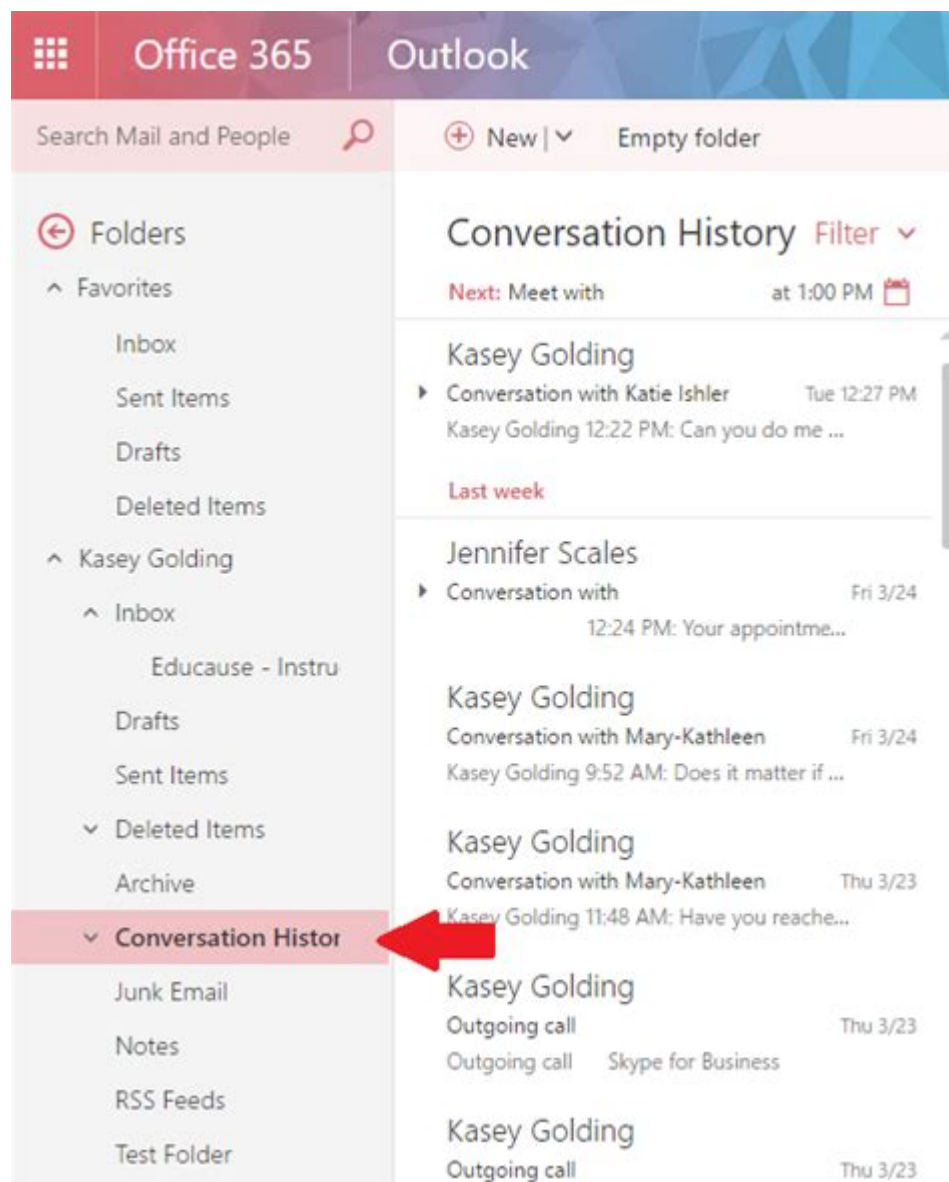 Office 365
Outlook
Search Mail and People
New
Empty folder
Folders
Favorites
Inbox
Sent Items
Drafts
Deleted Items
Kasey Golding
Inbox
Educause - Instru
Drafts
Sent Items
Deleted Items
Archive
Conversation Histor
Junk Email
Notes
RSS Feeds
Test Folder
Conversation History Filter
Next: Meet with at 1:00 PM
Kasey Golding
Conversation with Katie Ishler Tue 12:27 PM
Kasey Golding 12:22 PM: Can you do me ...
Last week
Jennifer Scales
Conversation with Fri 3/24
12:24 PM: Your appointme...
Kasey Golding
Conversation with Mary-Kathleen Fri 3/24
Kasey Golding 9:52 AM: Does it matter if ...
Kasey Golding
Conversation with Mary-Kathleen Thu 3/23
Kasey Golding 11:48 AM: Have you reache...
Kasey Golding
Outgoing call Thu 3/23
Outgoing call Skype for Business
Kasey Golding
Outgoing call Thu 3/23